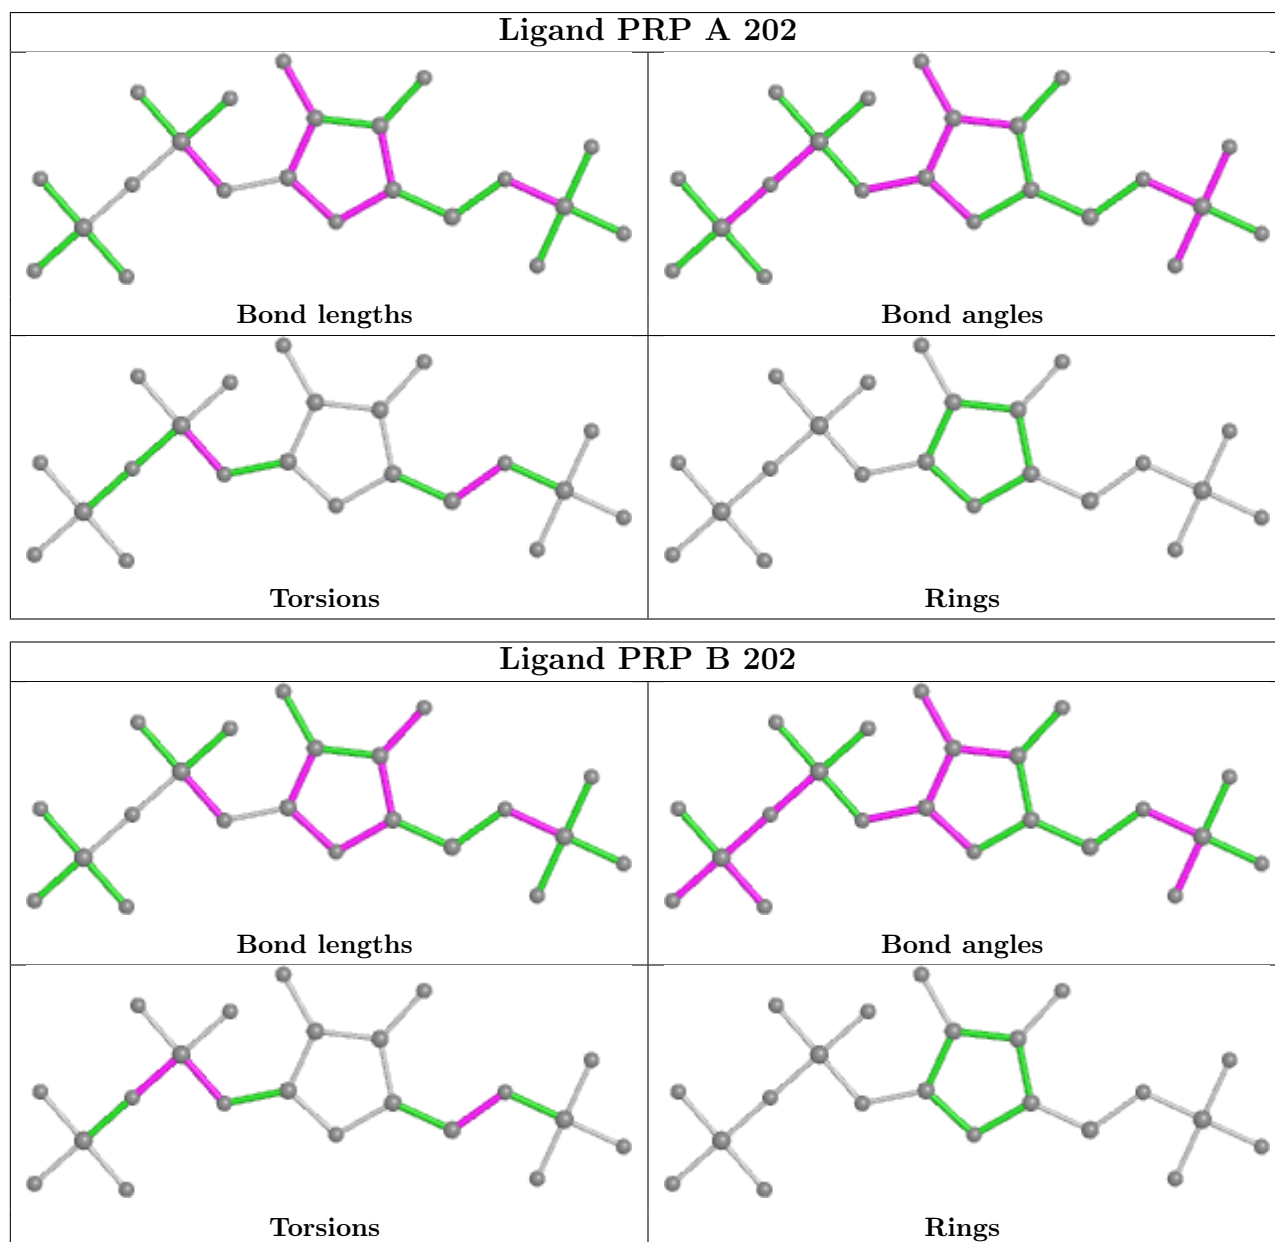 Ligand PRP A 202
Bond lengths
Bond angles
Torsions
Rings
Ligand PRP B 202
Bond lengths
Bond angles
Torsions
Rings